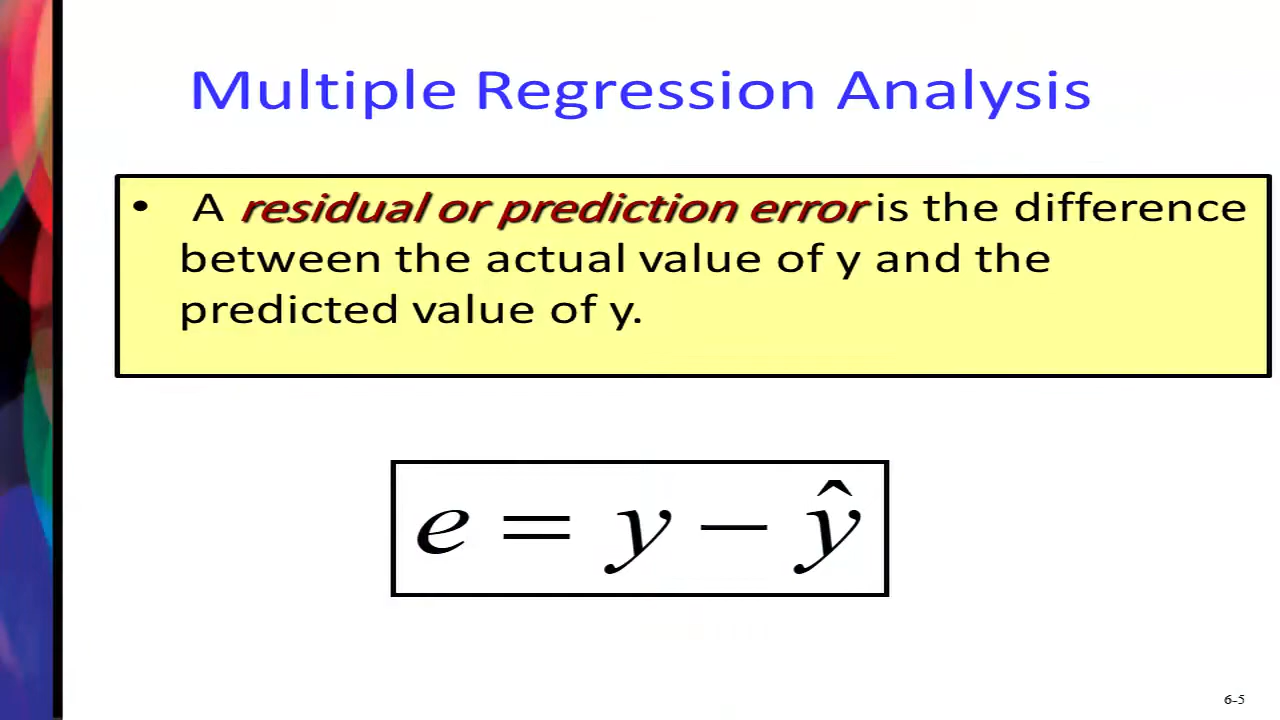 Multiple Regression Analysis
• A residual or prediction error is the difference
between the actual value of y and the
predicted value of y.
e = y − ŷ
6-5